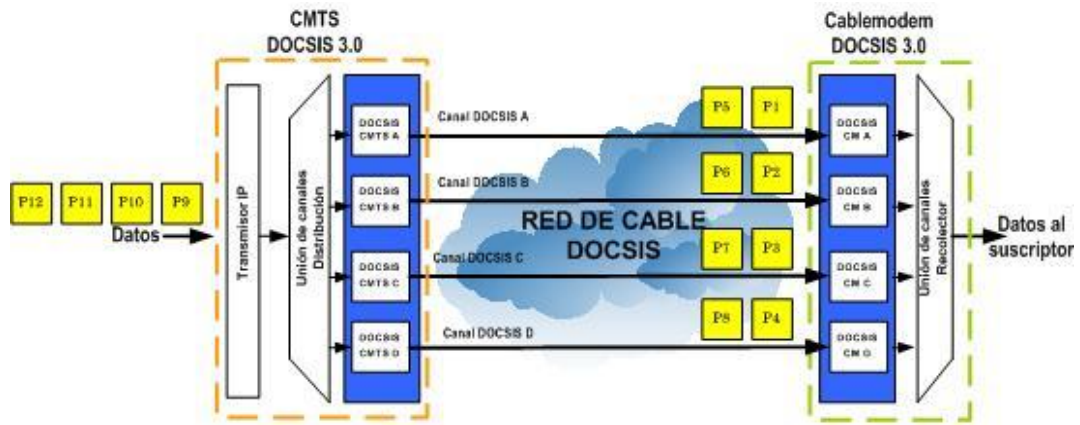 CMTS
DOCSIS 3.0
Cablemodem
DOCSIS 3.0
P12 P11 P10 P9
Datos
Transmisor IP
Unión de canales
Distribución
DOCSIS
CMTS A
DOCSIS
CMTS B
DOCSIS
CMTS C
DOCSIS
CMTS D
Canal DOCSIS A
P5 P1
Canal DOCSIS B
P6 P2
RED DE CABLE
DOCSIS
Canal DOCSIS C
P7 P3
Canal DOCSIS D
P8 P4
DOCSIS
CM A
DOCSIS
CM B
DOCSIS
CM C
DOCSIS
CM D
Unión de canales
Recolector
Datos al
suscriptor